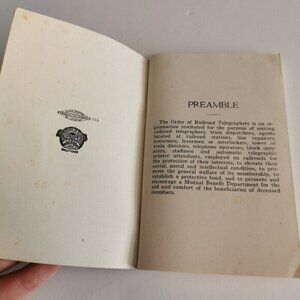 PREAMBLE
The Order of Railroad Telegraphers is an or-
ganization instituted for the purpose of uniting
railroad telegraphers, train dispatchers, agents
located at railroad stations, line repairers,
towermen, levermen or interlockers, tower or
train directors, telephone operators, block oper-
ators, staffmen and automatic telegraphic
printer attendants, employed on railroads for
the protection of their interests, to elevate their
social, moral and intellectual condition, to pro-
mote the general welfare of its membership, to
establish a protective fund, and to promote and
encourage a Mutual Benefit Department for the
aid and comfort of the beneficiaries of deceased
members.